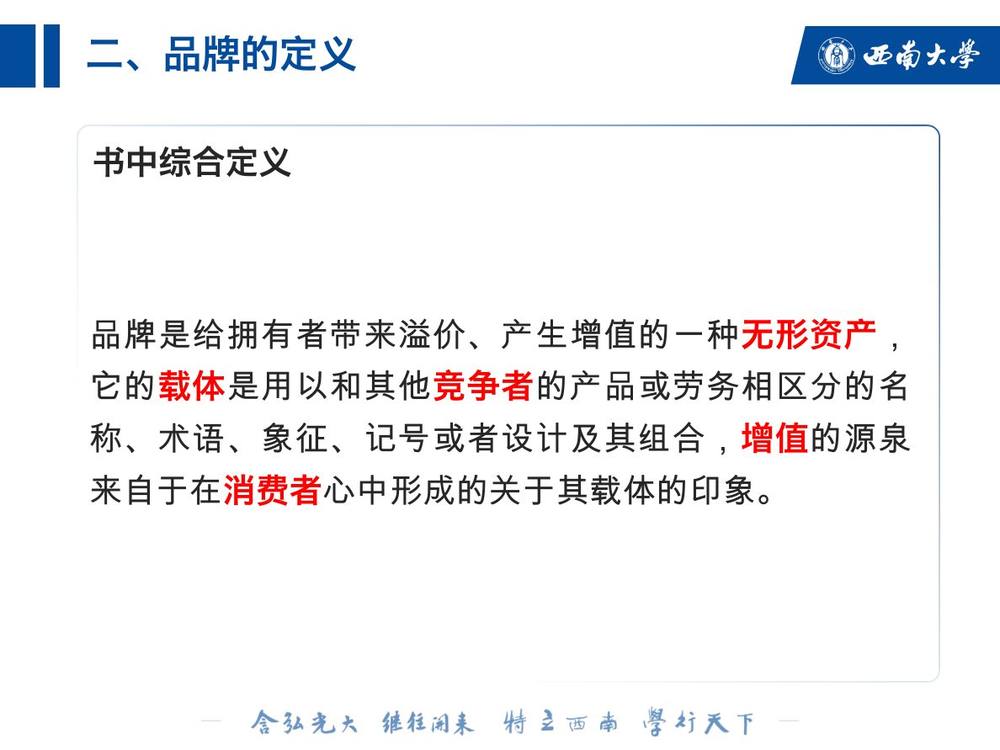 二、品牌的定义
西南大学
书中综合定义
品牌是给拥有者带来溢价、产生增值的一种无形资产，
它的载体是用以和其他竞争者的产品或劳务相区分的名
称、术语、象征、记号或者设计及其组合，增值的源泉
来自于在消费者心中形成的关于其载体的印象。
含弘光大 继往开来 特立西南 学行天下